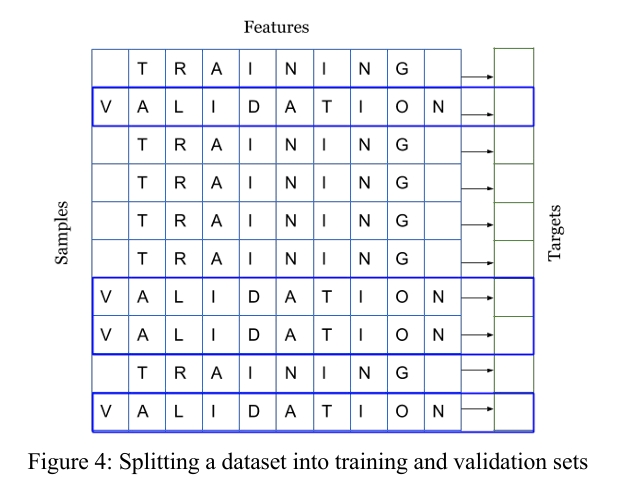 Features
T R A I N I N G
V A L I D A T I O N
T R A I N I N G
T R A I N I N G
T R A I N I N G
T R A I N I N G
V A L I D A T I O N
V A L I D A T I O N
T R A I N I N G
V A L I D A T I O N
Samples
Targets
Figure 4: Splitting a dataset into training and validation sets